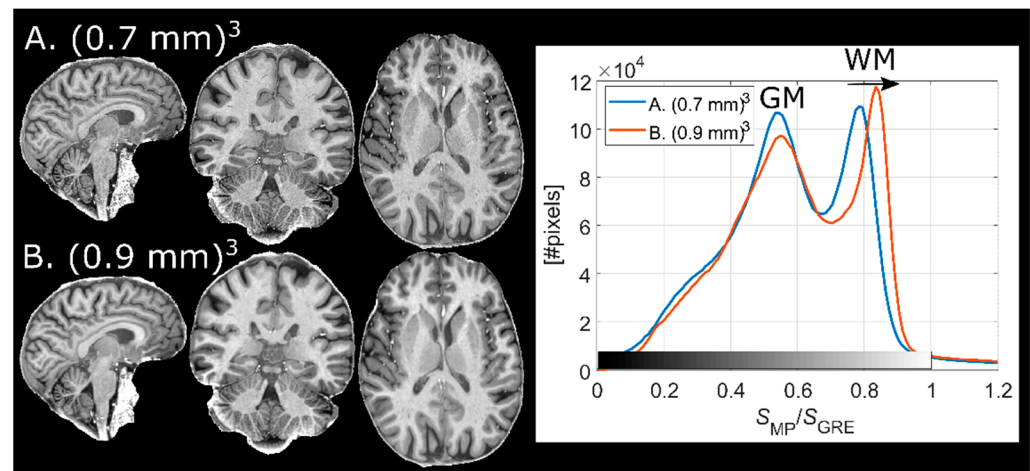 A. (0.7 mm)³
B. (0.9 mm)³
×10⁴
WM
GM
A. (0.7 mm)³
B. (0.9 mm)³
12
10
8
6
4
2
0
[#pixels]
0 0.2 0.4 0.6 0.8 1 1.2
S_MP/S_GRE